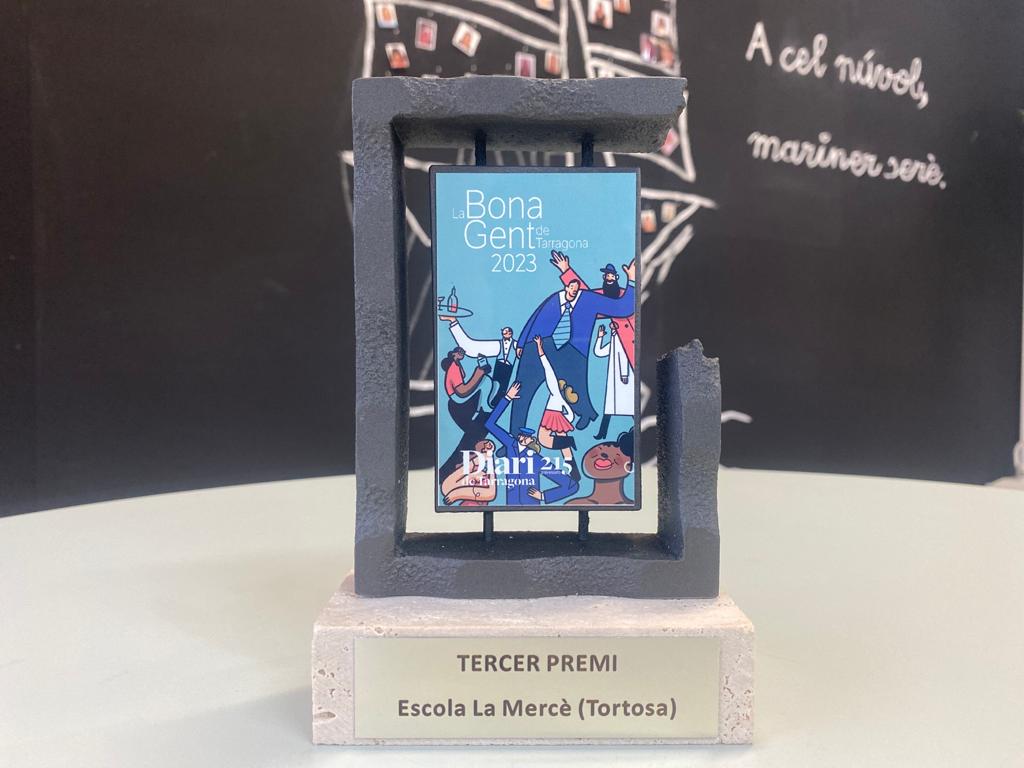 A cel núvol,
mariner serè.
La Bona
Gent de
Tarragona
2023
Diari 215
de Tarragona
TERCER PREMI
Escola La Mercè (Tortosa)